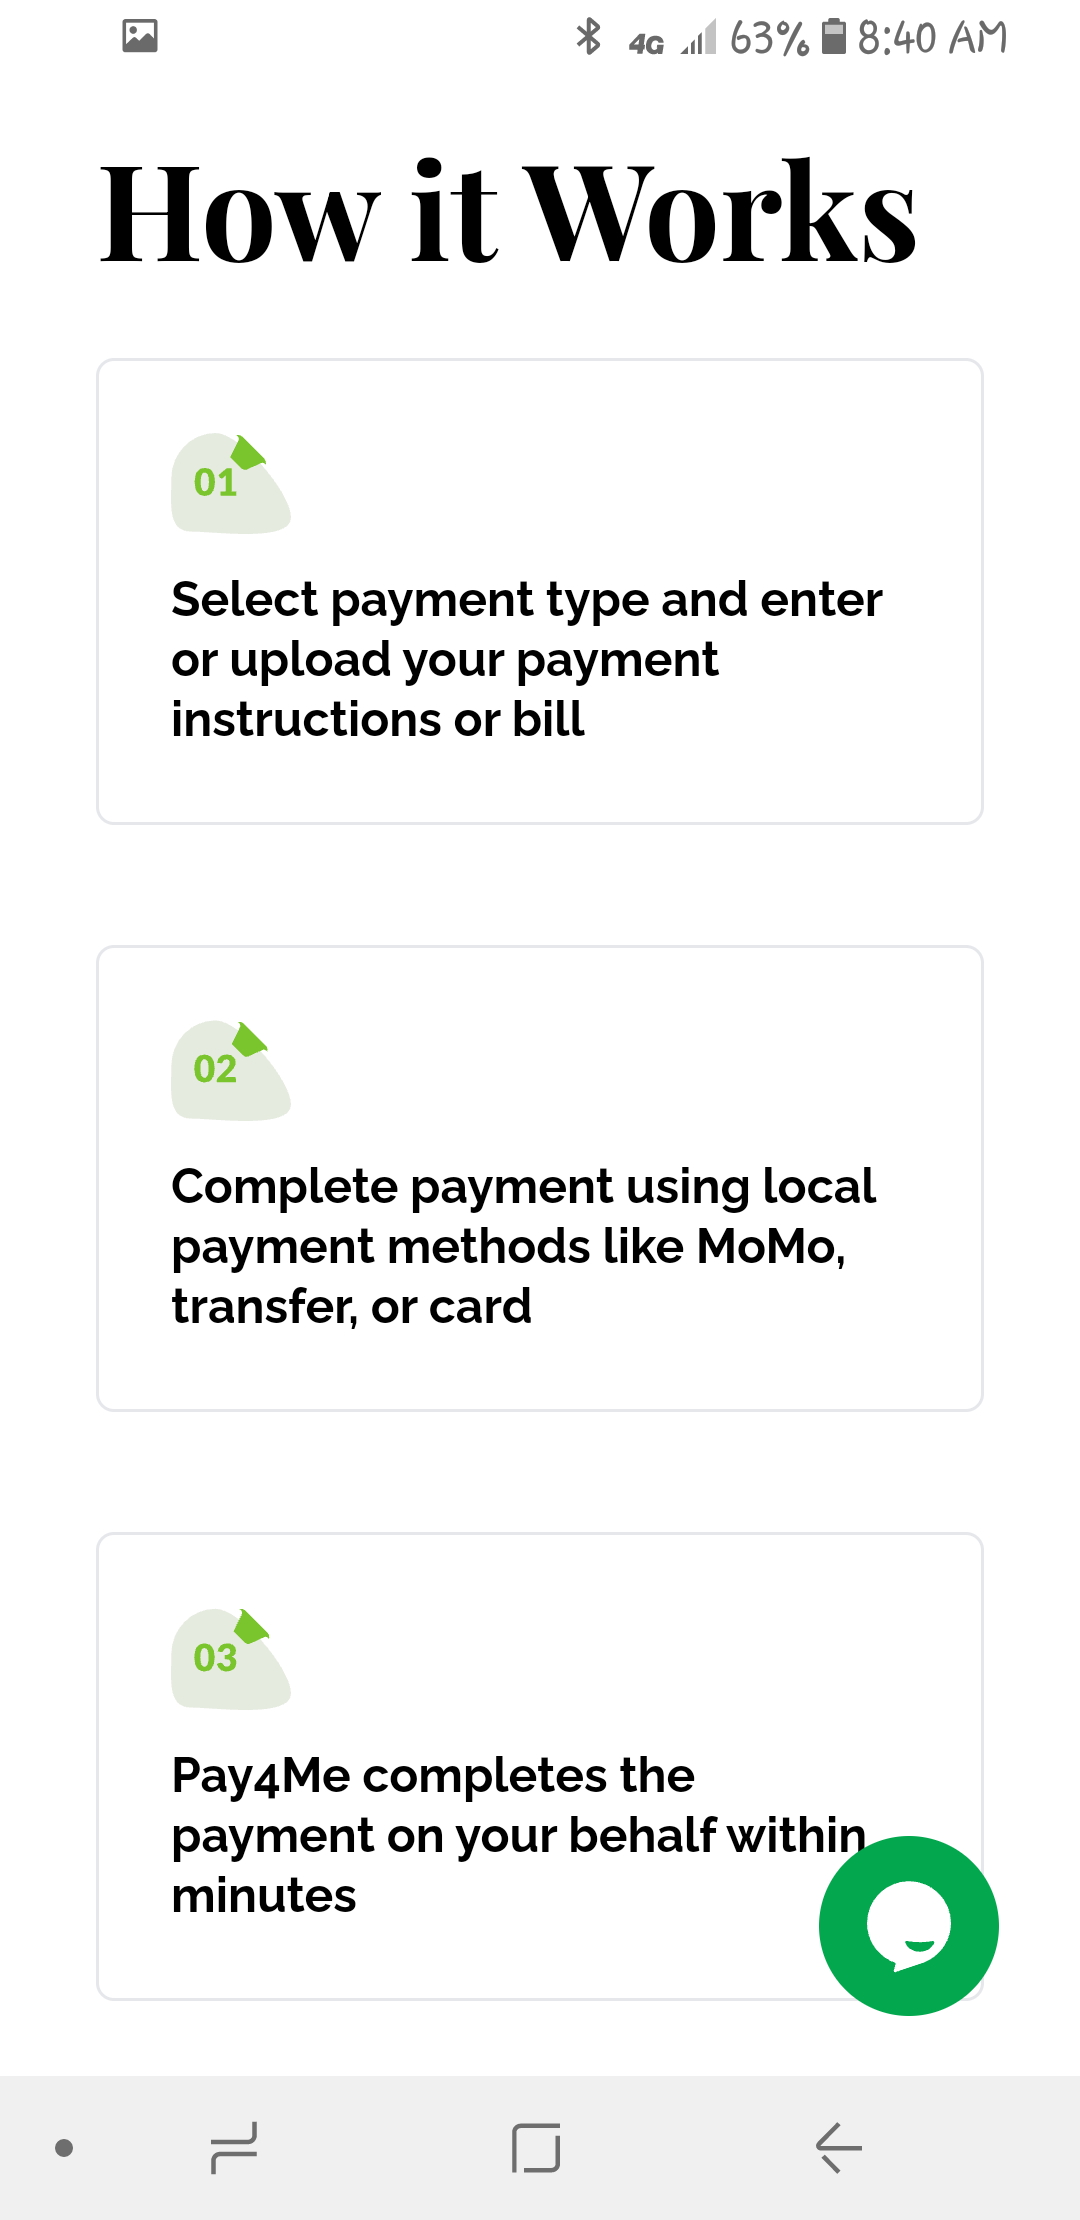 4G 63% 8:40 AM
How it Works
01
Select payment type and enter
or upload your payment
instructions or bill
02
Complete payment using local
payment methods like MoMo,
transfer, or card
03
Pay4Me completes the
payment on your behalf within
minutes